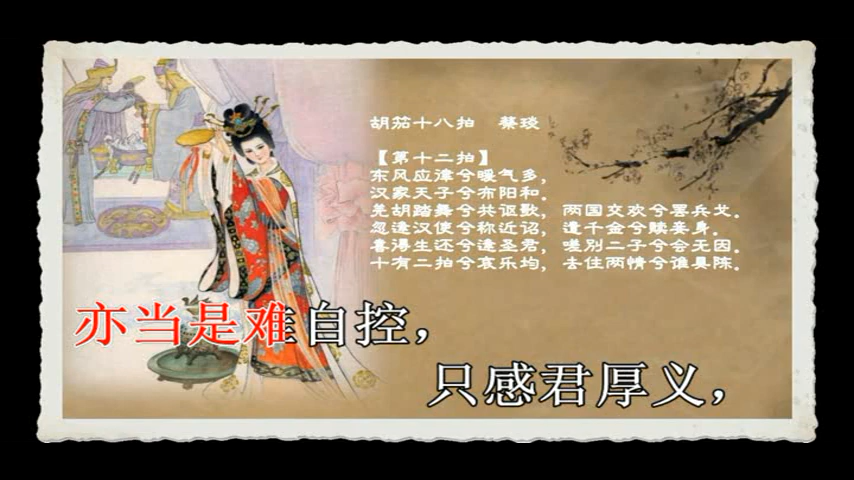 胡笳十八拍 蔡琰
【第十二拍】
东风应津兮暖气多,
汉家天子兮布阳和。
羌胡踏舞兮共讴歌, 两国交欢兮罢兵戈。
忽逢汉使兮称近诏, 遣千金兮赎妾身。
喜得生还兮逢圣君, 嗟别二子兮会无因。
十有二拍兮哀乐均, 去住两情兮谁具陈。
亦当是难自控,
只感君厚义,